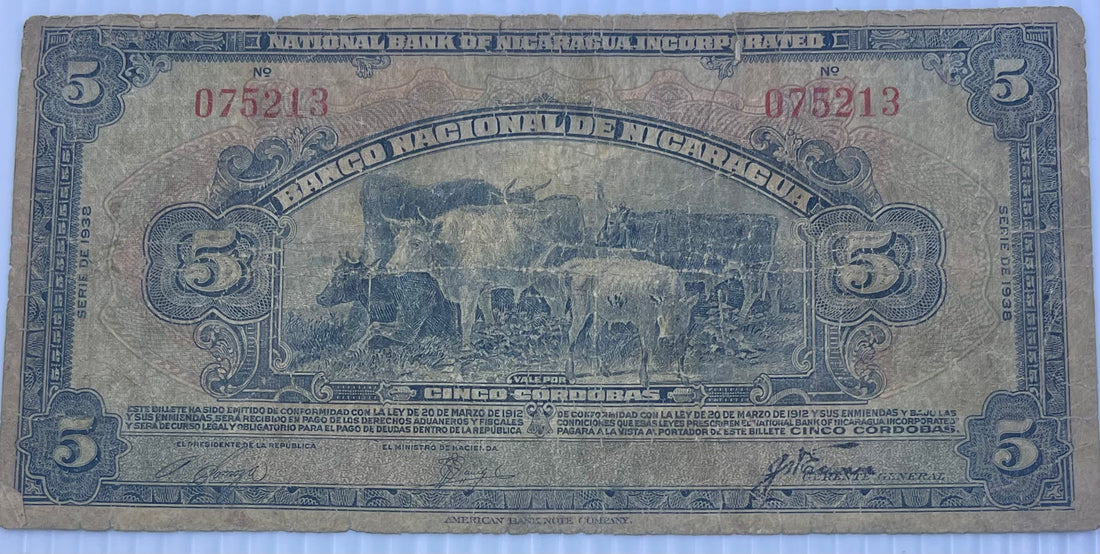 NATIONAL BANK OF NICARAGUA, INCORPORATED
5 5
Nº Nº
075213 075213
BANCO NACIONAL DE NICARAGUA
SERIE DE 1938 SERIE DE 1938
5 5
VALE POR
CINCO CÓRDOBAS
ESTE BILLETE HA SIDO EMITIDO DE CONFORMIDAD CON LA LEY DE 20 DE MARZO DE 1912
Y SUS ENMIENDAS, SERÁ RECIBIDO EN PAGO DE LOS DERECHOS ADUANEROS Y FISCALES
Y SERÁ DE CURSO LEGAL Y OBLIGATORIO PARA EL PAGO DE DEUDAS DENTRO DE LA REPÚBLICA
DE CONFORMIDAD CON LA LEY DE 20 DE MARZO DE 1912 Y SUS ENMIENDAS Y BAJO LAS
CONDICIONES QUE ESAS LEYES PRESCRIBEN EL NATIONAL BANK OF NICARAGUA INCORPORATED
PAGARÁ A LA VISTA AL PORTADOR DE ESTE BILLETE CINCO CÓRDOBAS.
EL PRESIDENTE DE LA REPÚBLICA
EL MINISTRO DE HACIENDA
GERENTE GENERAL
5 5
AMERICAN BANK NOTE COMPANY.